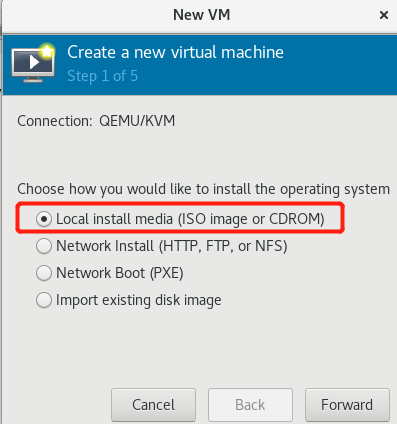 New VM
Create a new virtual machine
Step 1 of 5
Connection: QEMU/KVM
Choose how you would like to install the operating system
Local install media (ISO image or CDROM)
Network Install (HTTP, FTP, or NFS)
Network Boot (PXE)
Import existing disk image
Cancel
Back
Forward